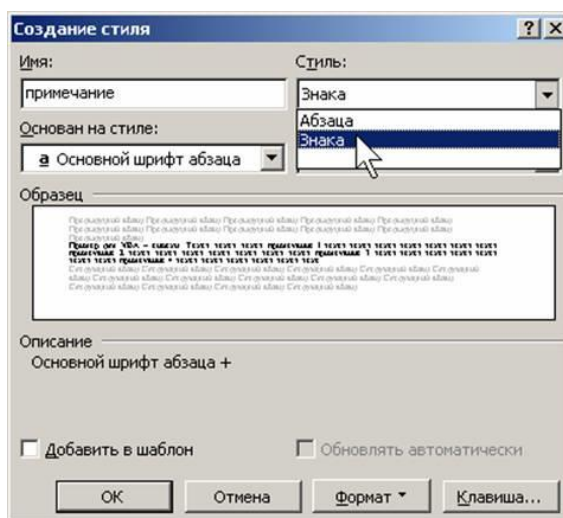 Создание стиля
Имя:
Стиль:
примечание
Знака
Абзаца
Знака
Основан на стиле:
а Основной шрифт абзаца
Образец
Описание
Основной шрифт абзаца +
Добавить в шаблон
Обновлять автоматически
ОК
Отмена
Формат
Клавиша...